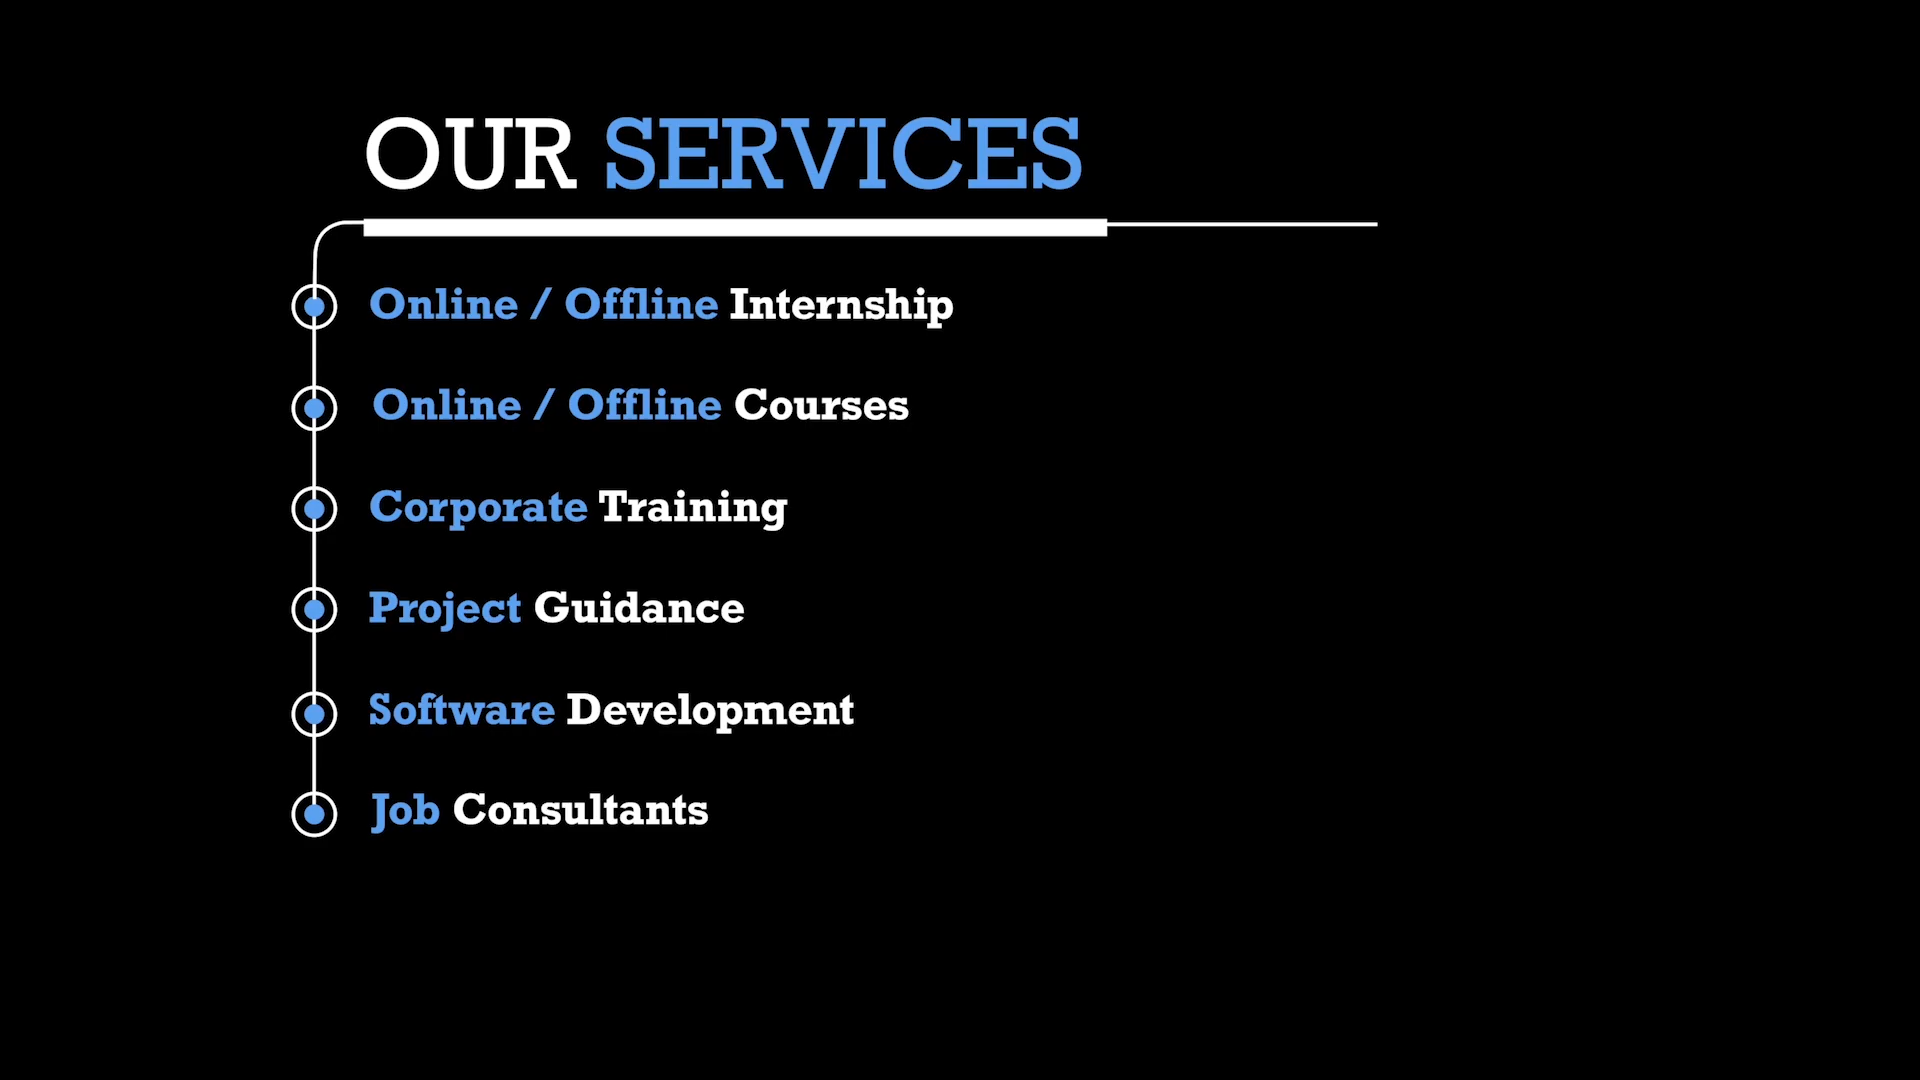 OUR SERVICES
Online / Offline Internship
Online / Offline Courses
Corporate Training
Project Guidance
Software Development
Job Consultants